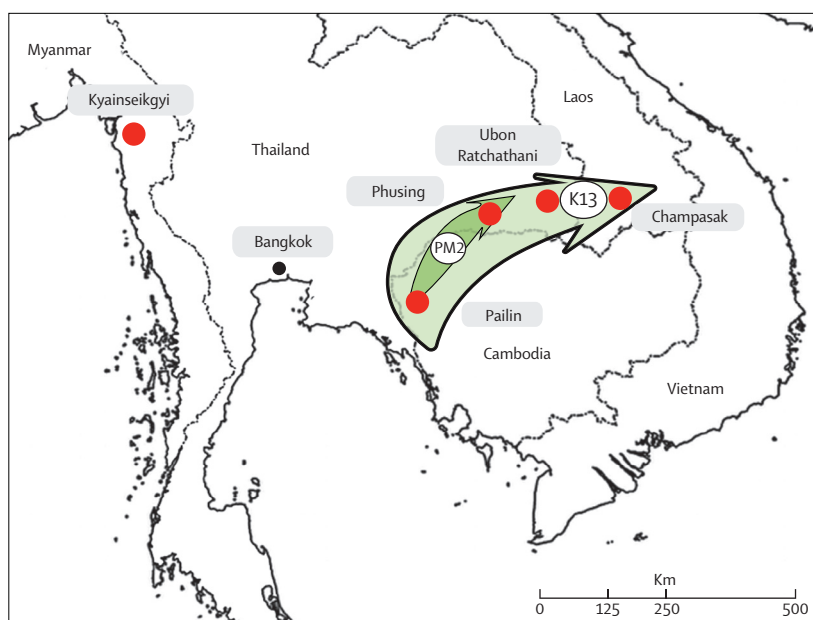 Myanmar
Kyainseikgyi
Laos
Thailand
Ubon
Ratchathani
Phusing
K13
Champasak
Bangkok
PM2
Pailin
Cambodia
Vietnam
Km
0 125 250 500